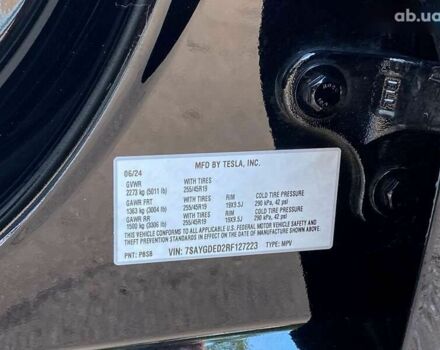 ab.ua
MFD BY TESLA, INC.
06/24
GVWR WITH TIRES
2273 kg (5011 lb) 255/45R19
GAWR FRT WITH TIRES RIM COLD TIRE PRESSURE
1363 kg (3004 lb) 255/45R19 19X9.5J 290 kPa, 42 psi
GAWR RR WITH TIRES RIM COLD TIRE PRESSURE
1500 kg (3306 lb) 255/45R19 19X9.5J 290 kPa, 42 psi
THIS VEHICLE CONFORMS TO ALL APPLICABLE U.S. FEDERAL MOTOR VEHICLE SAFETY AND
THEFT PREVENTION STANDARDS IN EFFECT ON THE DATE OF MANUFACTURE SHOWN ABOVE.
PNT: PBSB VIN: 7SAYGDED2RF127223 TYPE: MPV